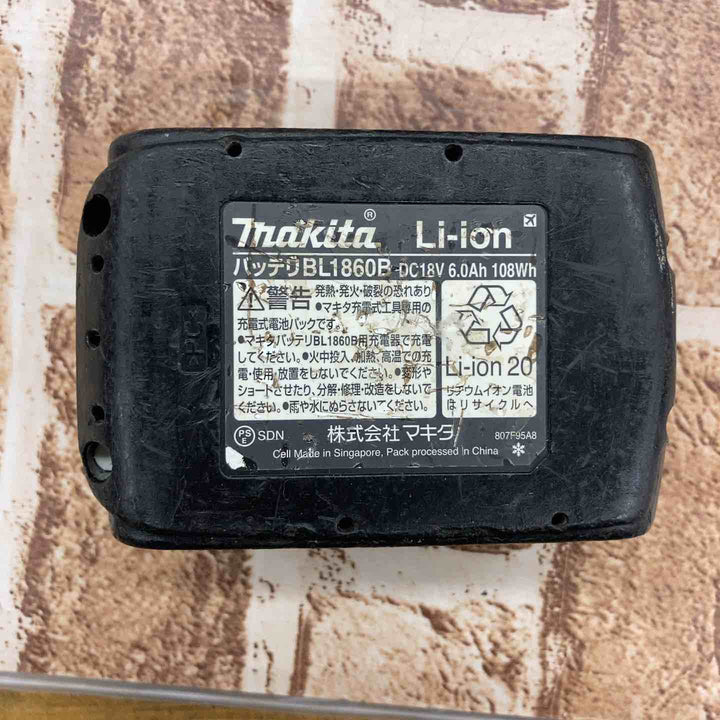 makita® Li-ion
バッテリBL1860B DC18V 6.0Ah 108Wh
警告 発熱・発火・破裂の恐れあり
●マキタ充電式工具専用の
充電式電池パックです。
●マキタバッテリBL1860B用充電器で充電
してください。●火中投入、加熱、高温での充
電・使用・放置をしないでください。●変形や
ショートさせたり、分解・修理・改造をしないで
ください。●雨や水にぬらさないでください。
Li-ion 20
リチウムイオン電池
はリサイクルへ
PSE SDN 株式会社マキタ 807F95A8
Cell Made in Singapore, Pack processed in China